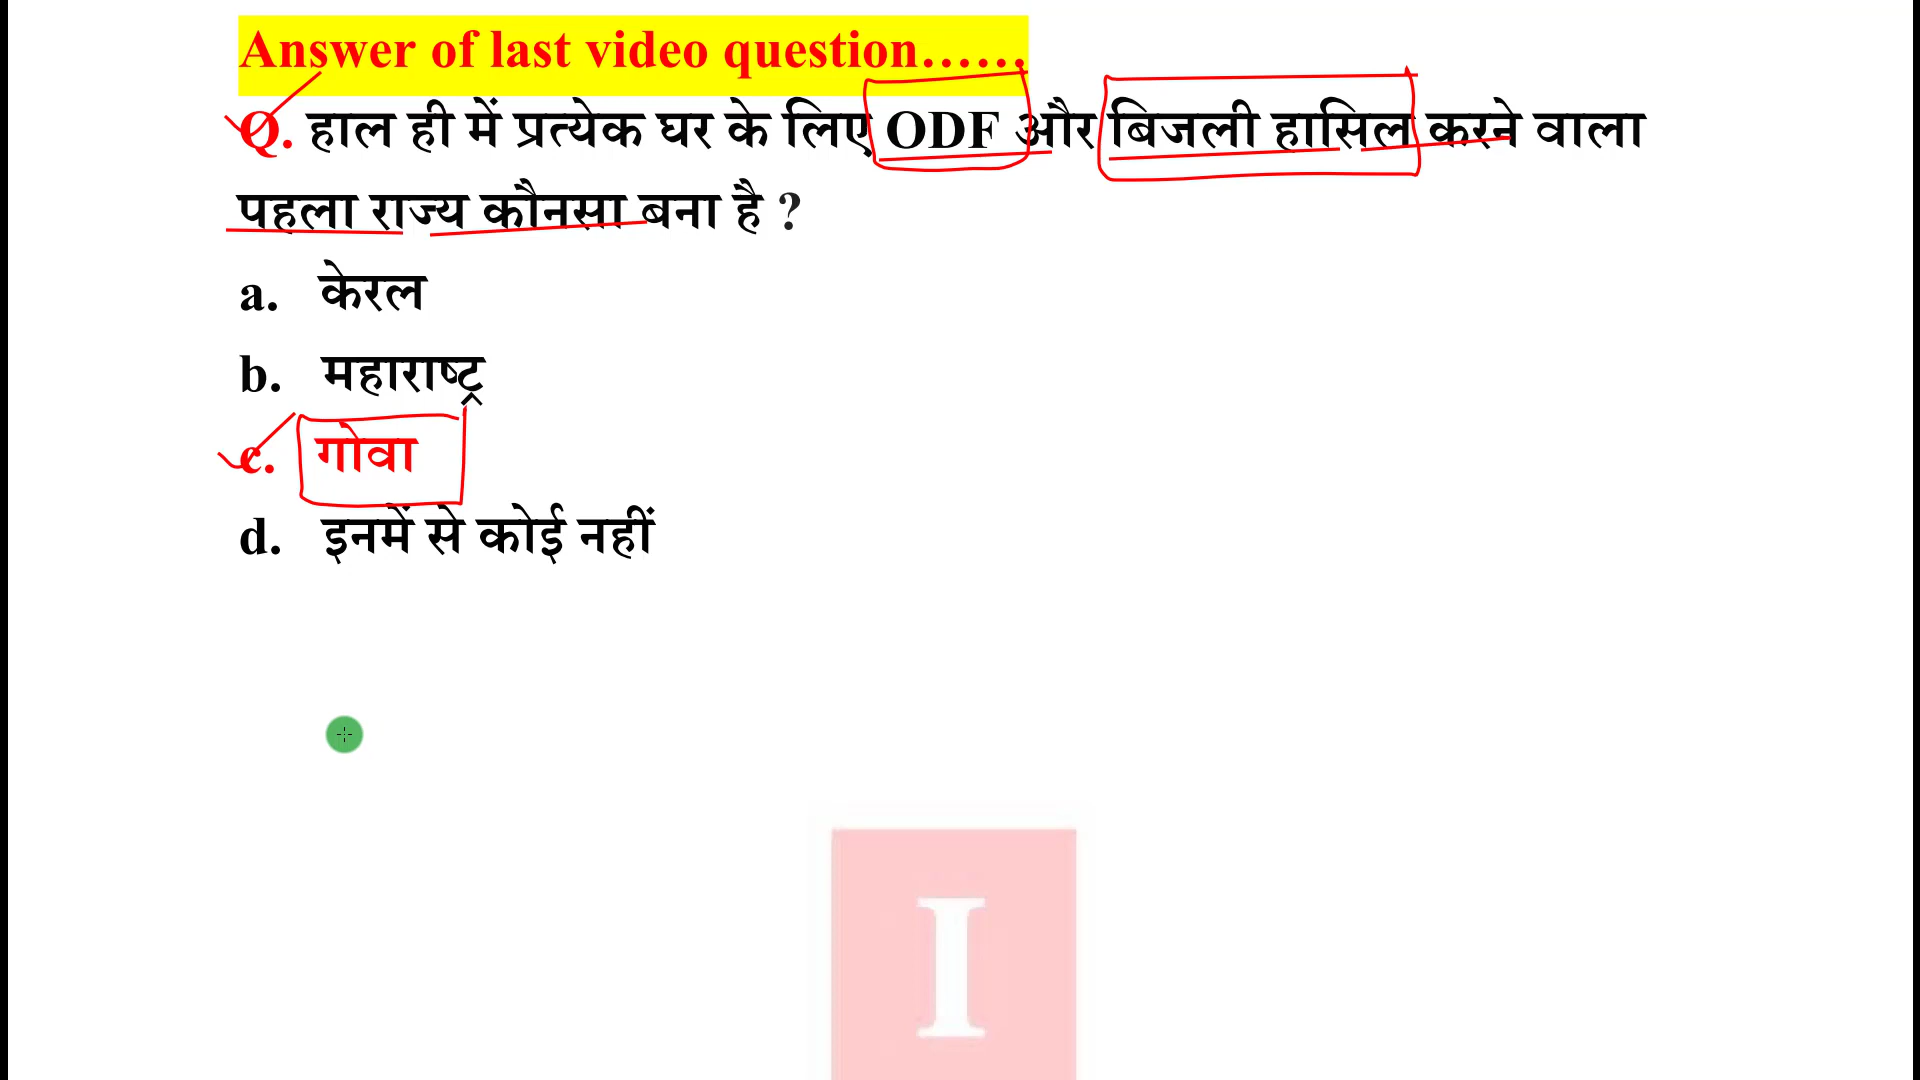 Answer of last video question……
Q. हाल ही में प्रत्येक घर के लिए ODF और बिजली हासिल करने वाला
पहला राज्य कौनसा बना है ?
a. केरल
b. महाराष्ट्र
c. गोवा
d. इनमें से कोई नहीं
I